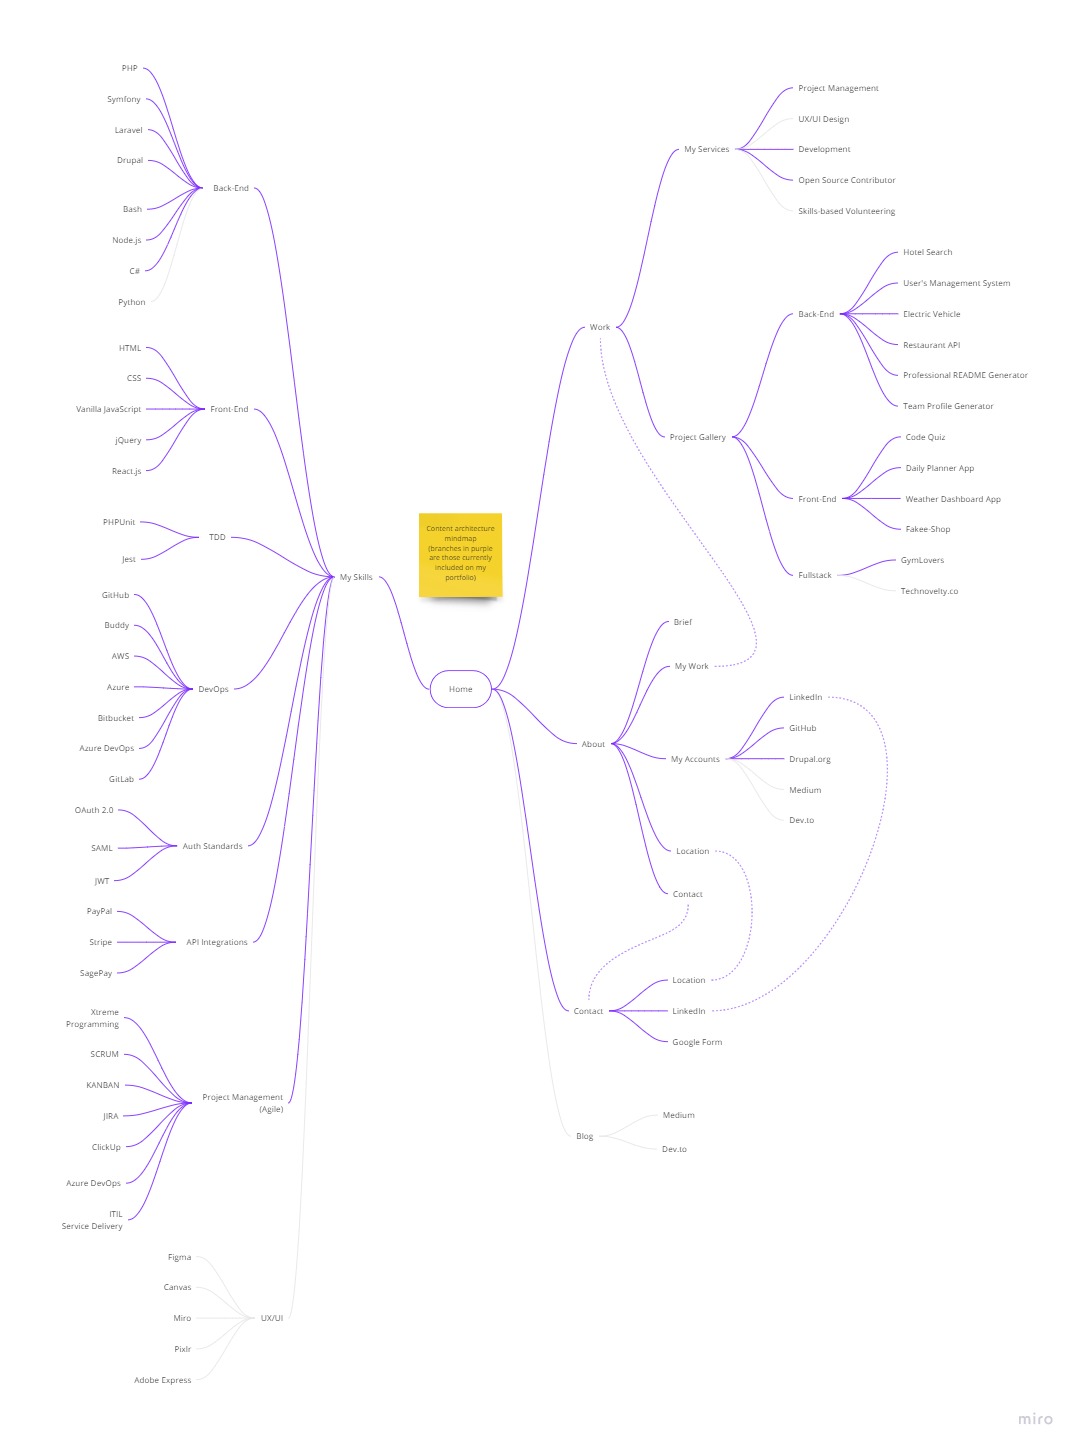 PHP
Symfony
Laravel
Drupal
Back-End
Bash
Node.js
C#
Python
HTML
CSS
Vanilla JavaScript
Front-End
jQuery
React.js
PHPUnit
TDD
Jest
My Skills
GitHub
Buddy
AWS
Azure
DevOps
Bitbucket
Azure DevOps
GitLab
OAuth 2.0
SAML
Auth Standards
JWT
PayPal
Stripe
API Integrations
SagePay
Xtreme
Programming
SCRUM
KANBAN
Project Management
(Agile)
JIRA
ClickUp
Azure DevOps
ITIL
Service Delivery
Figma
Canvas
Miro
UX/UI
Pixlr
Adobe Express
Content architecture
mindmap
(branches in purple
are those currently
included on my
portfolio)
Home
Work
My Services
Project Management
UX/UI Design
Development
Open Source Contributor
Skills-based Volunteering
Project Gallery
Back-End
Hotel Search
User's Management System
Electric Vehicle
Restaurant API
Professional README Generator
Team Profile Generator
Front-End
Code Quiz
Daily Planner App
Weather Dashboard App
Fakee-Shop
Fullstack
GymLovers
Technovelty.co
About
Brief
My Work
My Accounts
LinkedIn
GitHub
Drupal.org
Medium
Dev.to
Location
Contact
Contact
Location
LinkedIn
Google Form
Blog
Medium
Dev.to
miro